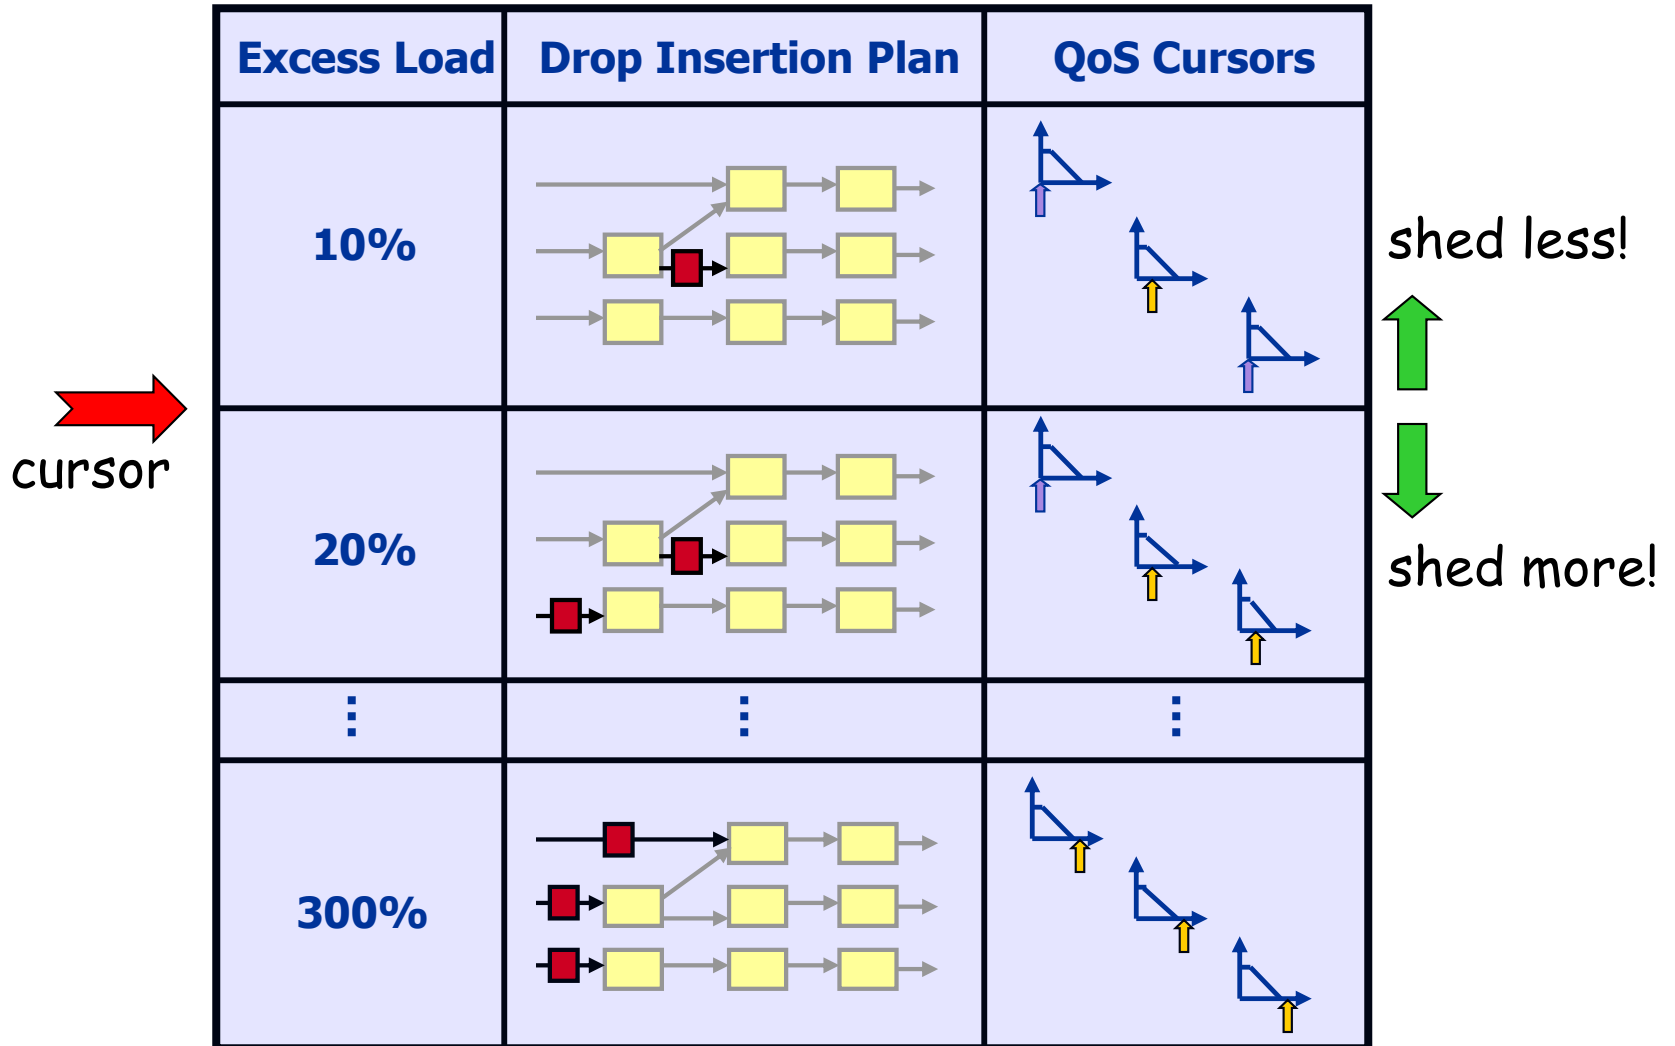 Excess Load
Drop Insertion Plan
QoS Cursors
10%
shed less!
cursor
20%
shed more!
300%